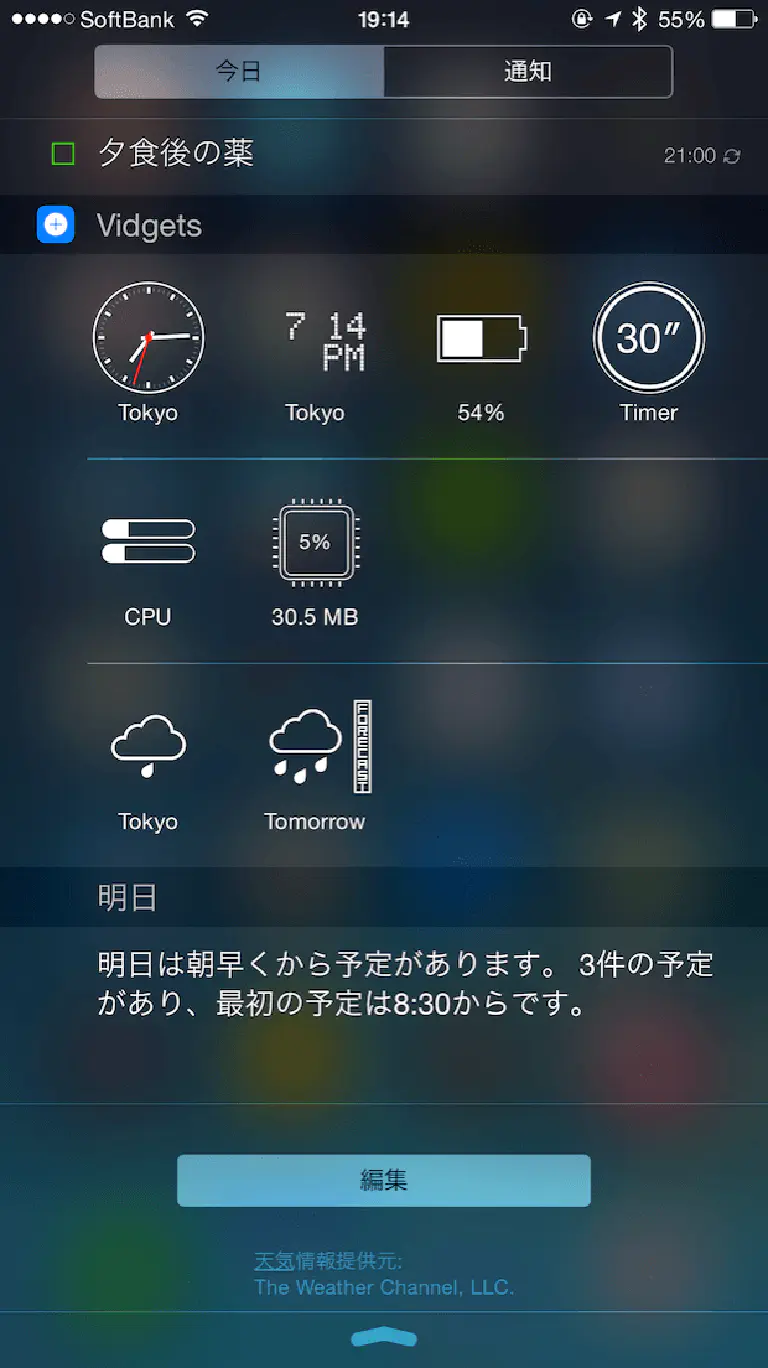 SoftBank 19:14 55%
今日 通知
夕食後の薬 21:00
Vidgets
7 14
PM
30″
Tokyo Tokyo 54% Timer
5%
CPU 30.5 MB
FORECAST
Tokyo Tomorrow
明日
明日は朝早くから予定があります。 3件の予定
があり、最初の予定は8:30からです。
編集
天気情報提供元:
The Weather Channel, LLC.